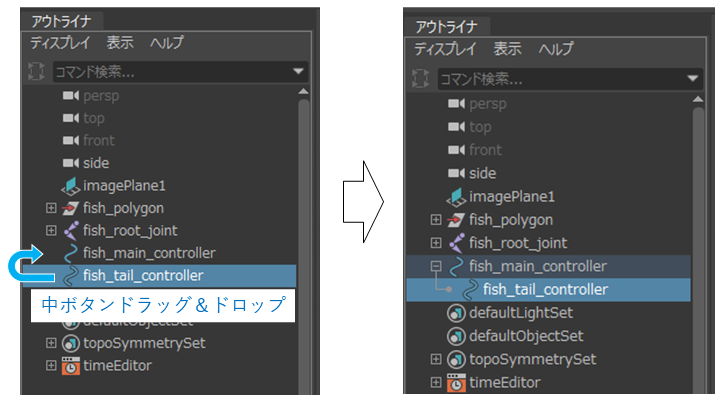 アウトライナ
ディスプレイ 表示 ヘルプ
コマンド検索...
persp
top
front
side
imagePlane1
fish_polygon
fish_root_joint
fish_main_controller
fish_tail_controller
中ボタンドラッグ＆ドロップ
defaultObjectSet
topoSymmetrySet
timeEditor
アウトライナ
ディスプレイ 表示 ヘルプ
コマンド検索...
persp
top
front
side
imagePlane1
fish_polygon
fish_root_joint
fish_main_controller
fish_tail_controller
defaultLightSet
defaultObjectSet
topoSymmetrySet
timeEditor